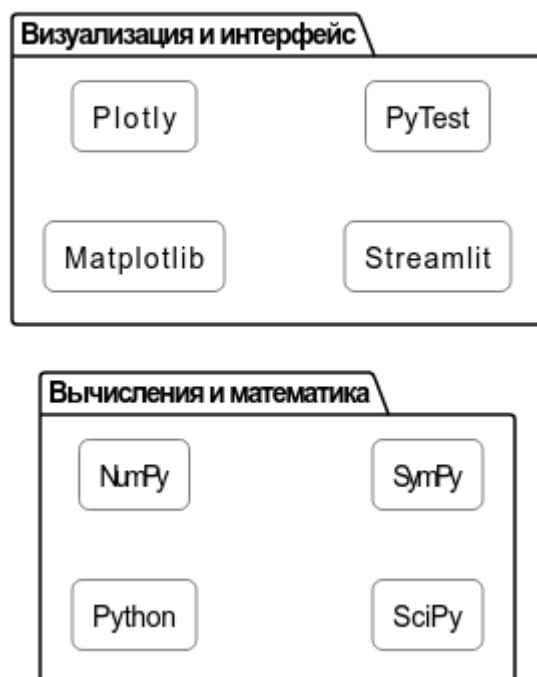 Визуализация и интерфейс
Plotly PyTest
Matplotlib Streamlit
Вычисления и математика
NumPy SymPy
Python SciPy